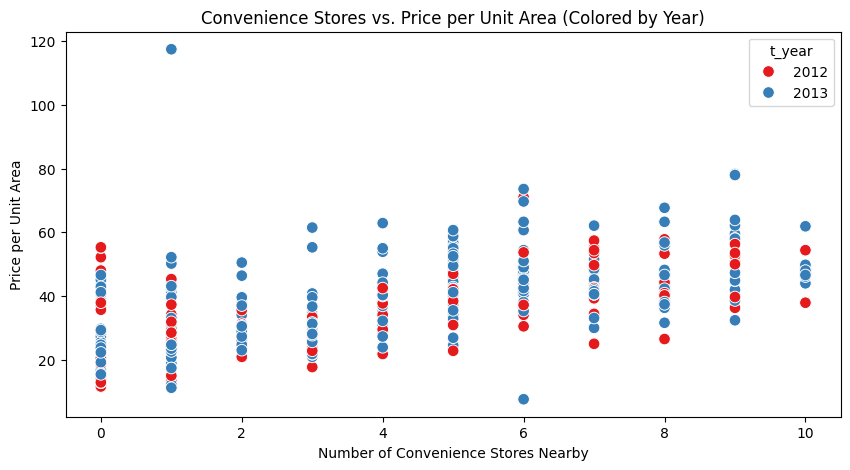 Convenience Stores vs. Price per Unit Area (Colored by Year)
t_year
2012
2013
Price per Unit Area
120
100
80
60
40
20
0 2 4 6 8 10
Number of Convenience Stores Nearby